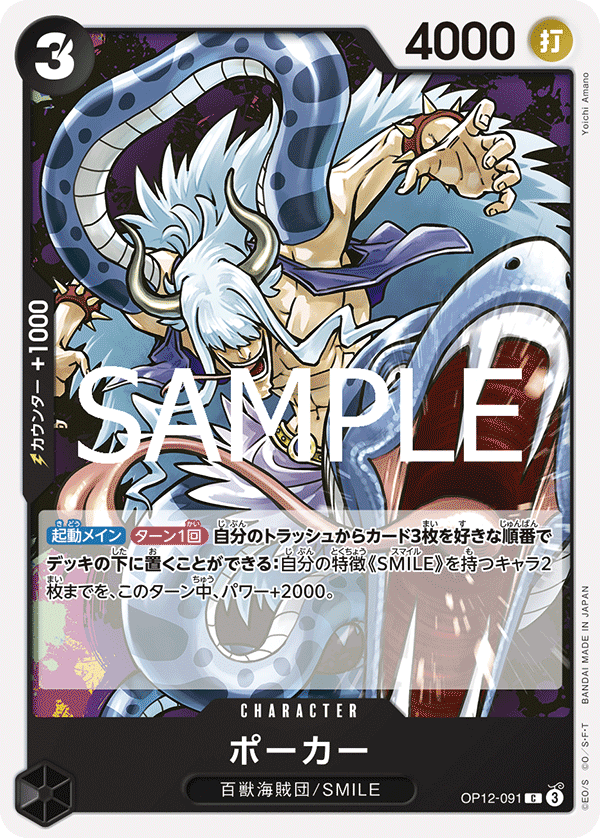 3
4000
打
Yoichi Amano
カウンター +1000
SAMPLE
起動メイン ターン1回 自分のトラッシュからカード3枚を好きな順番で
デッキの下に置くことができる:自分の特徴《SMILE》を持つキャラ2
枚までを、このターン中、パワー+2000。
CHARACTER
ポーカー
百獣海賊団/SMILE
OP12-091 C 3
©E.O/S ©O./S・F・T BANDAI MADE IN JAPAN